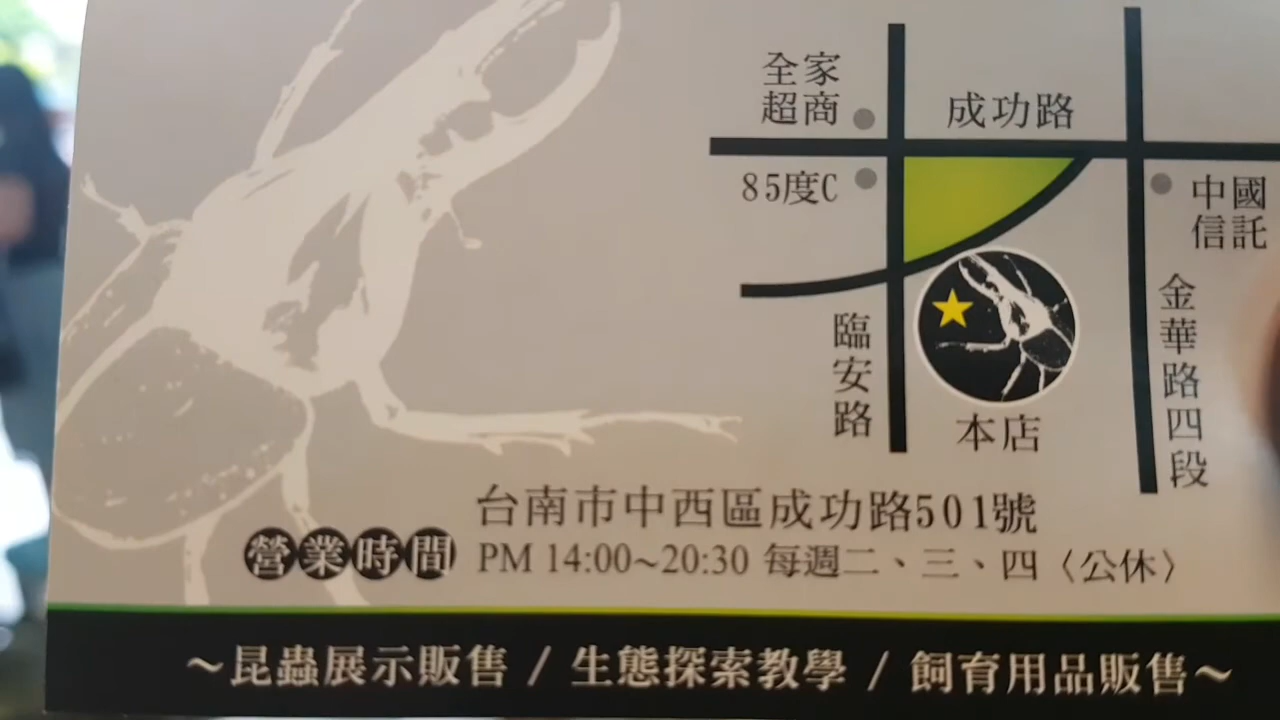 全家
超商
成功路
85度C
中國
信託
臨安路
金華路四段
本店
台南市中西區成功路501號
營業時間 PM 14:00~20:30 每週二、三、四〈公休〉
～昆蟲展示販售 / 生態探索教學 / 飼育用品販售～